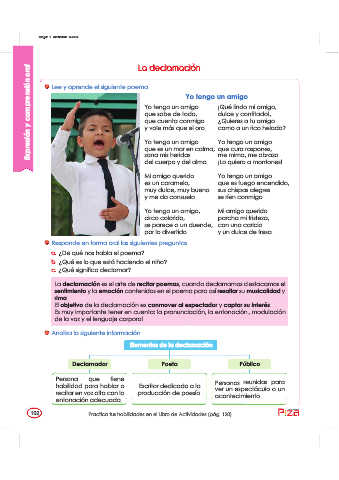 La declamación
Expresión y comprensión oral
Lee y aprende el siguiente poema
Yo tengo un amigo
Yo tengo un amigo
que sabe de todo,
que cuenta conmigo
y vale más que el oro
Yo tengo un amigo
que es un mar en calma,
sana mis heridas
del cuerpo y del alma
Mi amigo querido
es un caramelo,
muy dulce, muy bueno
y me da consuelo
Yo tengo un amigo,
algo colorido,
se parece a un duende,
por lo divertido
¡Qué lindo mi amigo,
dulce y confitado!,
¿Quieres a tu amigo
como a un rico helado?
Yo tengo un amigo
que cura raspones,
me mima, me abraza
¡Lo quiero a montones!
Yo tengo un amigo
que es fuego encendido,
sus chispas alegres
se ríen conmigo
Mi amigo querido
parcha mi tristeza,
con una caricia
y un dulce de fresa
Responde en forma oral las siguientes preguntas
a. ¿De qué nos habla el poema?
b. ¿Qué es lo que está haciendo el niño?
c. ¿Qué significa declamar?
La declamación es el arte de recitar poemas, cuando declamamos destacamos el
sentimiento y la emoción contenidos en el poema para así resaltar su musicalidad y
rima
El objetivo de la declamación es conmover al espectador y captar su interés
Es muy importante tener en cuenta: la pronunciación, la entonación , modulación
de la voz y el lenguaje corporal
Analiza la siguiente información
Elementos de la declamación
Declamador
Poeta
Público
Persona que tiene
habilidad para hablar o
recitar en voz alta con la
entonación adecuada
Escritor dedicado a la
producción de poesía
Personas reunidas para
ver un espectáculo o un
acontecimiento
102
Practica tus habilidades en el Libro de Actividades (pág. 138)